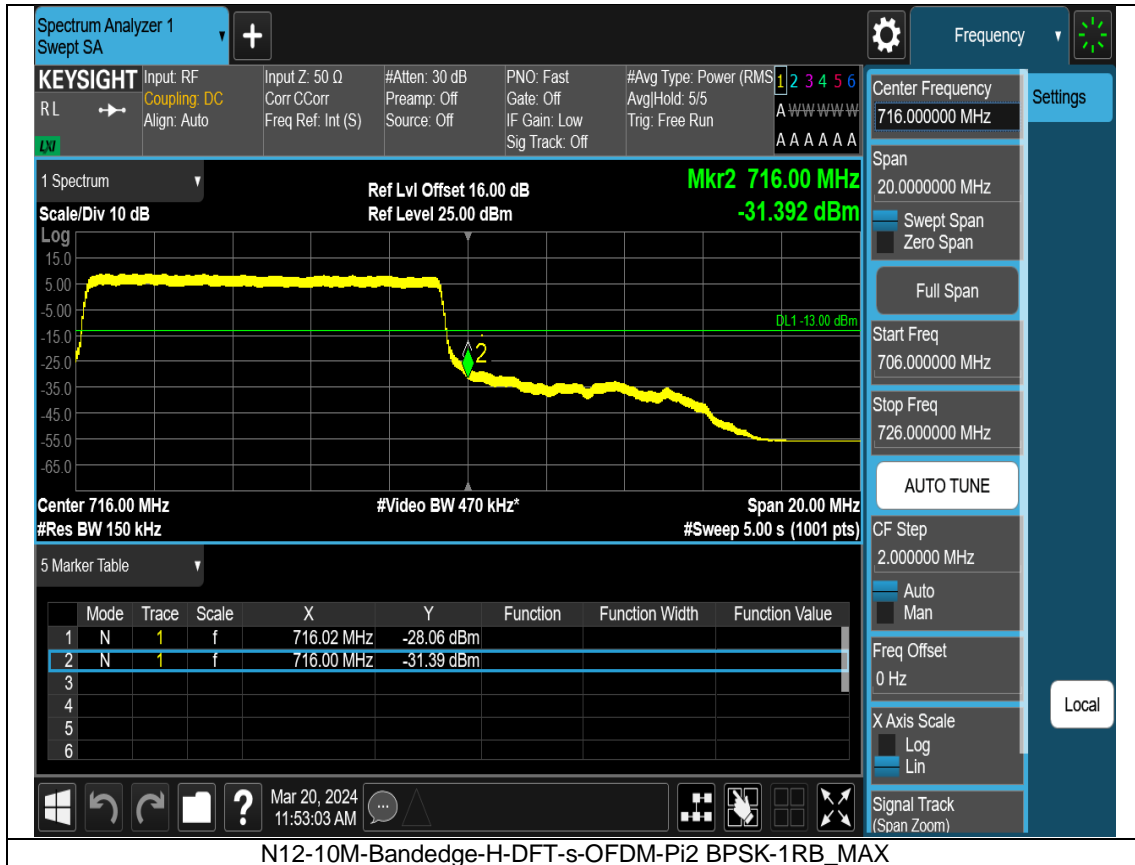 Spectrum Analyzer 1
Swept SA
+
Frequency
KEYSIGHT
RL
LXI
Input: RF
Coupling: DC
Align: Auto
Input Z: 50 Ω
Corr CCorr
Freq Ref: Int (S)
#Atten: 30 dB
Preamp: Off
Source: Off
PNO: Fast
Gate: Off
IF Gain: Low
Sig Track: Off
#Avg Type: Power (RMS
Avg|Hold: 5/5
Trig: Free Run
1 2 3 4 5 6
A W W W W W
A A A A A A
1 Spectrum
Scale/Div 10 dB
Ref Lvl Offset 16.00 dB
Ref Level 25.00 dBm
Mkr2 716.00 MHz
-31.392 dBm
Log
15.0
5.00
-5.00
-15.0
-25.0
-35.0
-45.0
-55.0
-65.0
DL1 -13.00 dBm
2
Center 716.00 MHz
#Video BW 470 kHz*
Span 20.00 MHz
#Res BW 150 kHz
#Sweep 5.00 s (1001 pts)
5 Marker Table
Mode Trace Scale X Y Function Function Width Function Value
1 N 1 f 716.02 MHz -28.06 dBm
2 N 1 f 716.00 MHz -31.39 dBm
3
4
5
6
Center Frequency
716.000000 MHz
Settings
Span
20.0000000 MHz
Swept Span
Zero Span
Full Span
Start Freq
706.000000 MHz
Stop Freq
726.000000 MHz
AUTO TUNE
CF Step
2.000000 MHz
Auto
Man
Freq Offset
0 Hz
X Axis Scale
Log
Lin
Signal Track
(Span Zoom)
Local
?
Mar 20, 2024
11:53:03 AM
N12-10M-Bandedge-H-DFT-s-OFDM-Pi2 BPSK-1RB_MAX